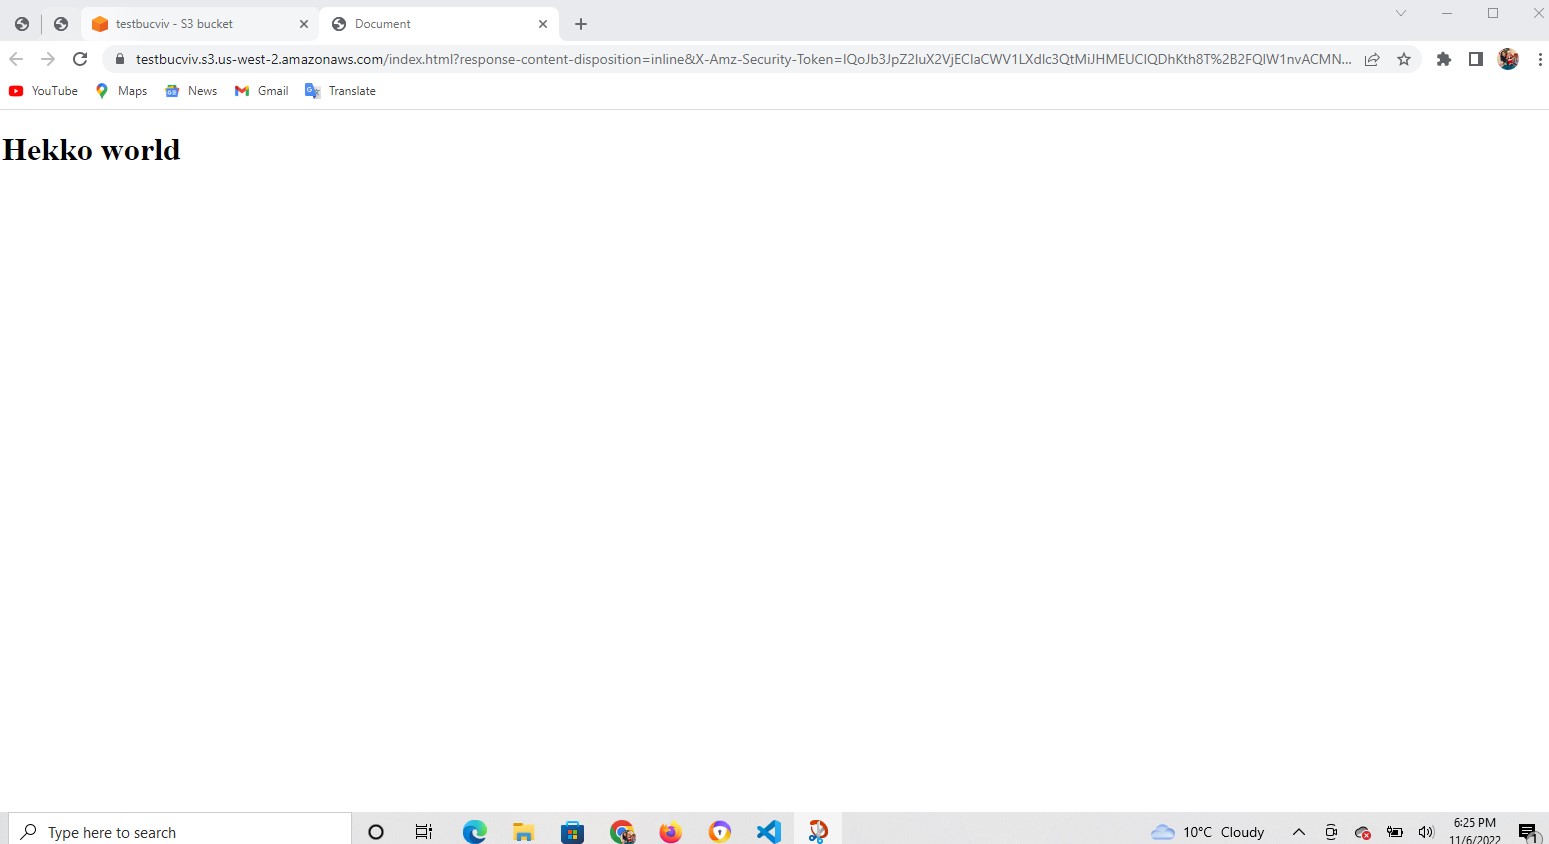 testbucviv - S3 bucket
Document
testbucviv.s3.us-west-2.amazonaws.com/index.html?response-content-disposition=inline&X-Amz-Security-Token=
YouTube
Maps
News
Gmail
Translate
Hekko world
Type here to search
10°C Cloudy
6:25 PM
11/6/2022
1